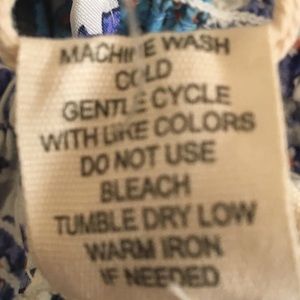 MACHINE WASH
COLD
GENTLE CYCLE
WITH LIKE COLORS
DO NOT USE
BLEACH
TUMBLE DRY LOW
WARM IRON
IF NEEDED